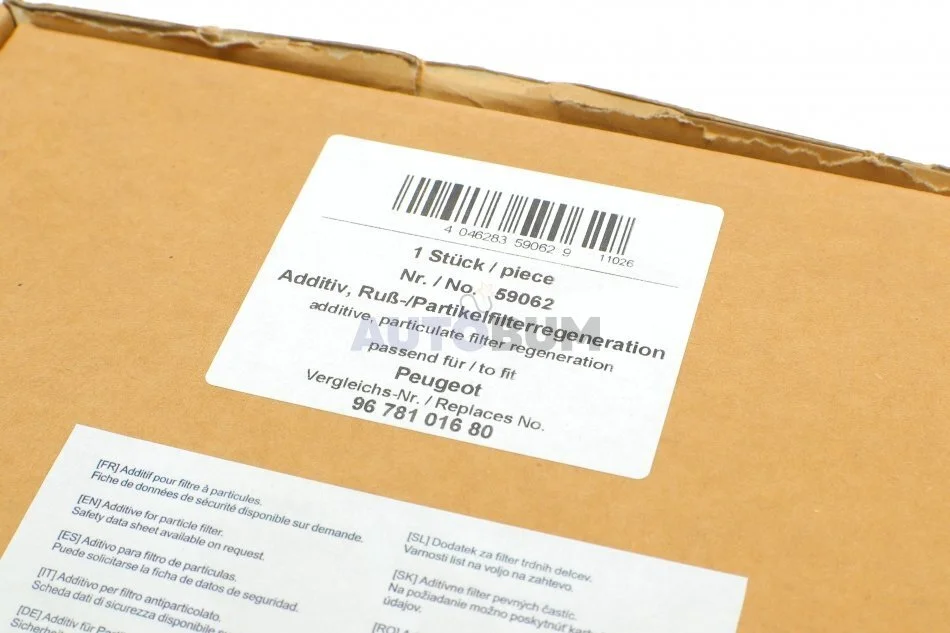 4 046283 59062 9 11026
1 Stück / piece
Nr. / No. 59062
Additiv, Ruß-/Partikelfilterregeneration
additive, particulate filter regeneration
passend für / to fit
Peugeot
Vergleichs-Nr. / Replaces No.
96 781 016 80
AUTOBUM
[FR] Additif pour filtre à particules.
Fiche de données de sécurité disponible sur demande.
[EN] Additive for particle filter.
Safety data sheet available on request.
[ES] Aditivo para filtro de partículas.
Puede solicitarse la ficha de datos de seguridad.
[IT] Additivo per filtro antiparticolato.
Scheda dati di sicurezza disponibile
[DE] Additiv für
[SL] Dodatek za filter trdnih delcev.
Varnosti list na voljo na zahtevo.
[SK] Aditívne filter pevných častíc.
Na požiadanie možno poskytnúť
údajov.